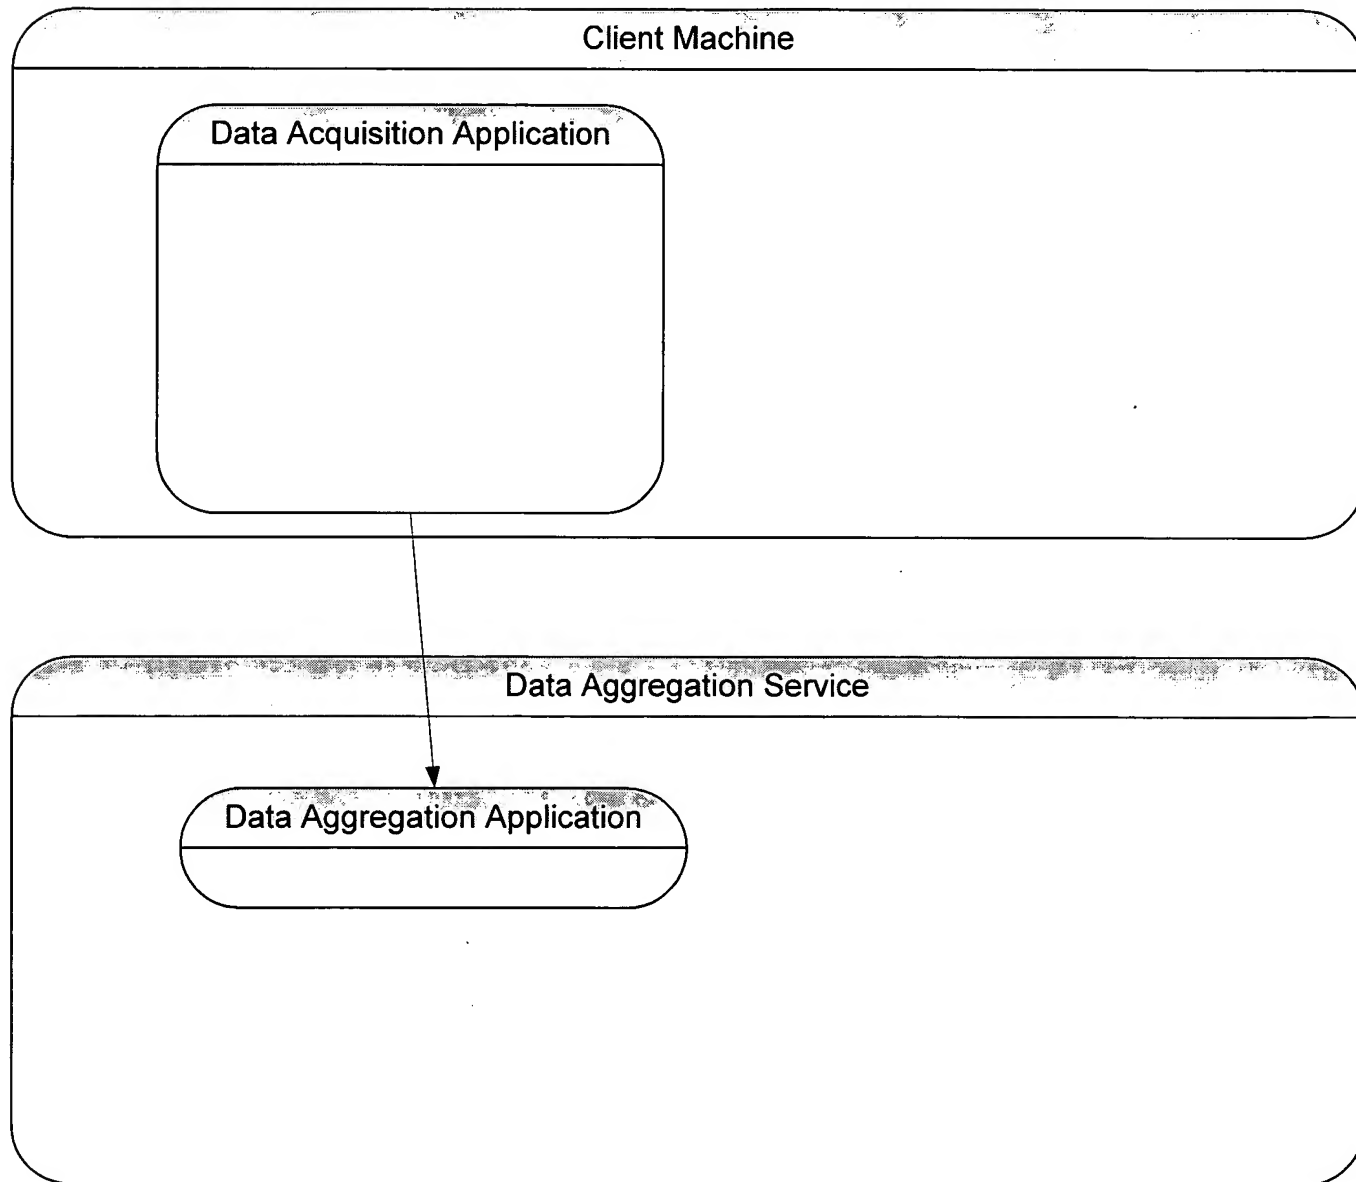 Client Machine
Data Acquisition Application
Data Aggregation Service
Data Aggregation Application